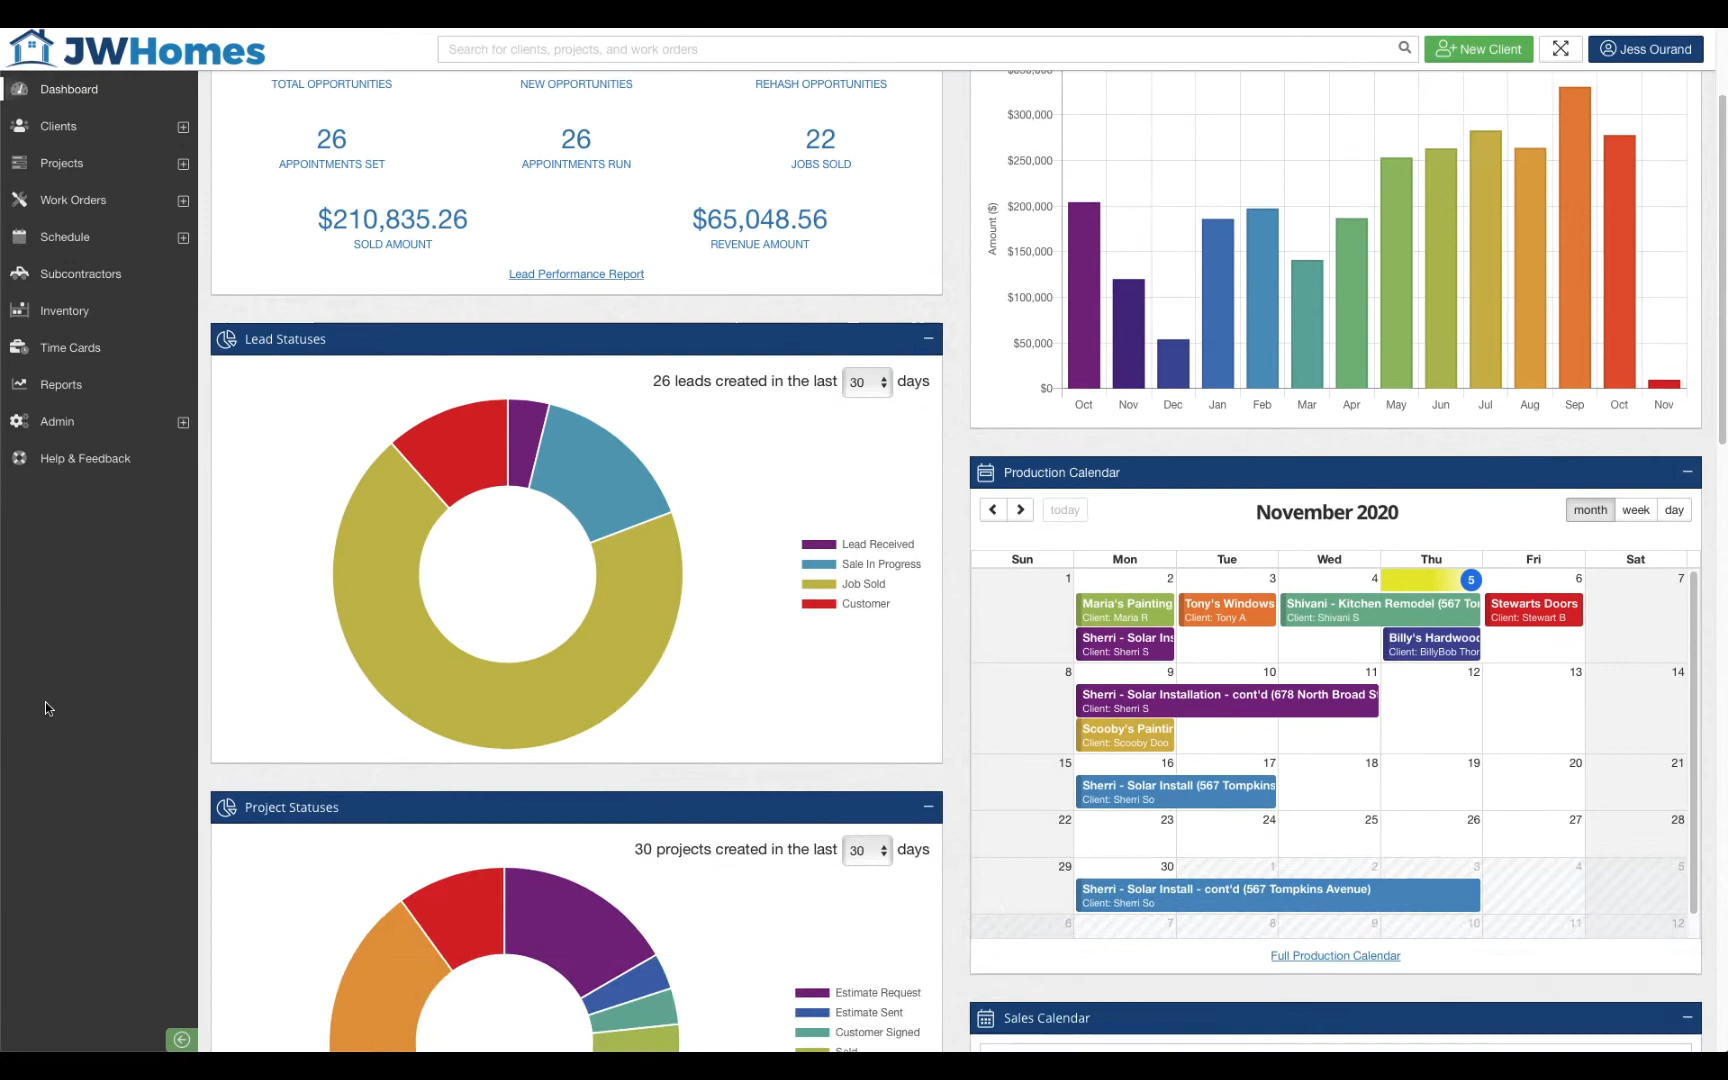 JWHomes
Search for clients, projects, and work orders
New Client
Jess Ourand
Dashboard
Clients
Projects
Work Orders
Schedule
Subcontractors
Inventory
Time Cards
Reports
Admin
Help & Feedback
TOTAL OPPORTUNITIES
NEW OPPORTUNITIES
REHASH OPPORTUNITIES
26
APPOINTMENTS SET
26
APPOINTMENTS RUN
22
JOBS SOLD
$210,835.26
SOLD AMOUNT
$65,048.56
REVENUE AMOUNT
Lead Performance Report
Lead Statuses
26 leads created in the last 30 days
Lead Received
Sale In Progress
Job Sold
Customer
Project Statuses
30 projects created in the last 30 days
Estimate Request
Estimate Sent
Customer Signed
Amount ($)
$300,000
$250,000
$200,000
$150,000
$100,000
$50,000
$0
Oct Nov Dec Jan Feb Mar Apr May Jun Jul Aug Sep Oct Nov
Production Calendar
today
November 2020
month week day
Sun Mon Tue Wed Thu Fri Sat
1 2 3 4 5 6 7
Maria's Painting
Client: Maria R
Tony's Windows
Client: Tony A
Shivani - Kitchen Remodel (567 To
Client: Shivani S
Stewarts Doors
Client: Stewart B
Sherri - Solar Ins
Client: Sherri S
Billy's Hardwoo
Client: BillyBob Thor
8 9 10 11 12 13 14
Sherri - Solar Installation - cont'd (678 North Broad S
Client: Sherri S
Scooby's Paintin
Client: Scooby Doo
15 16 17 18 19 20 21
Sherri - Solar Install (567 Tompkins
Client: Sherri So
22 23 24 25 26 27 28
29 30 1 2 3 4 5
Sherri - Solar Install - cont'd (567 Tompkins Avenue)
Client: Sherri So
6 7 8 9 10 11 12
Full Production Calendar
Sales Calendar